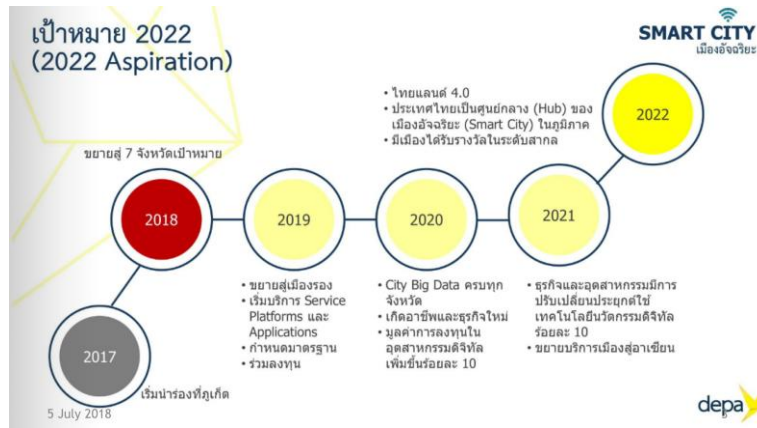 เป้าหมาย 2022
(2022 Aspiration)
SMART CITY
เมืองอัจฉริยะ
• ไทยแลนด์ 4.0
• ประเทศไทยเป็นศูนย์กลาง (Hub) ของ
เมืองอัจฉริยะ (Smart City) ในภูมิภาค
• มีเมืองได้รับรางวัลในระดับสากล
2022
ขยายสู่ 7 จังหวัดเป้าหมาย
2018
2019
2020
2021
• ขยายสู่เมืองรอง
• เริ่มบริการ Service
Platforms และ
Applications
• กำหนดมาตรฐาน
• ร่วมลงทุน
• City Big Data ครบทุก
จังหวัด
• เกิดอาชีพและธุรกิจใหม่
• มูลค่าการลงทุนใน
อุตสาหกรรมดิจิทัล
เพิ่มขึ้นร้อยละ 10
• ธุรกิจและอุตสาหกรรมมีการ
ปรับเปลี่ยนประยุกต์ใช้
เทคโนโลยีนวัตกรรมดิจิทัล
ร้อยละ 10
• ขยายบริการเมืองสู่อาเซียน
2017
เริ่มนำร่องที่ภูเก็ต
5 July 2018
depa